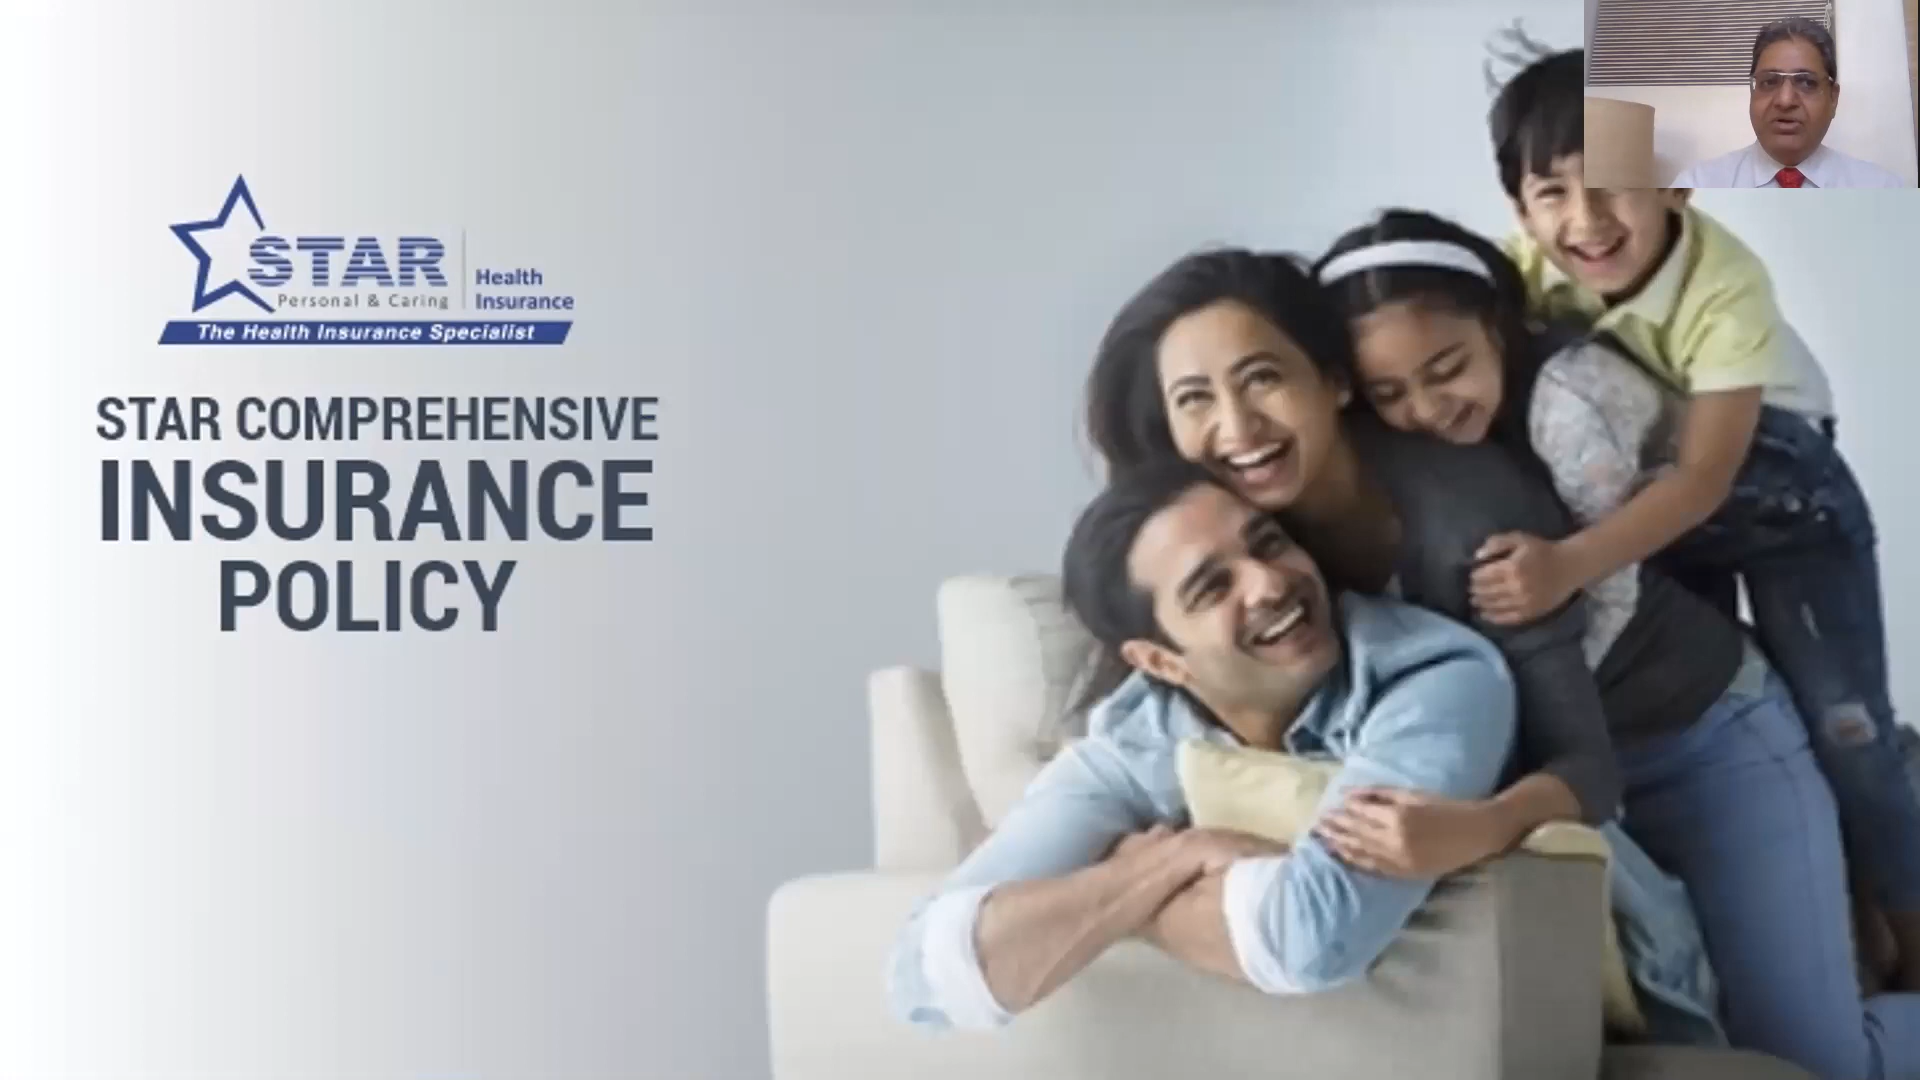 STAR
Personal & Caring
Health
Insurance
The Health Insurance Specialist
STAR COMPREHENSIVE
INSURANCE
POLICY